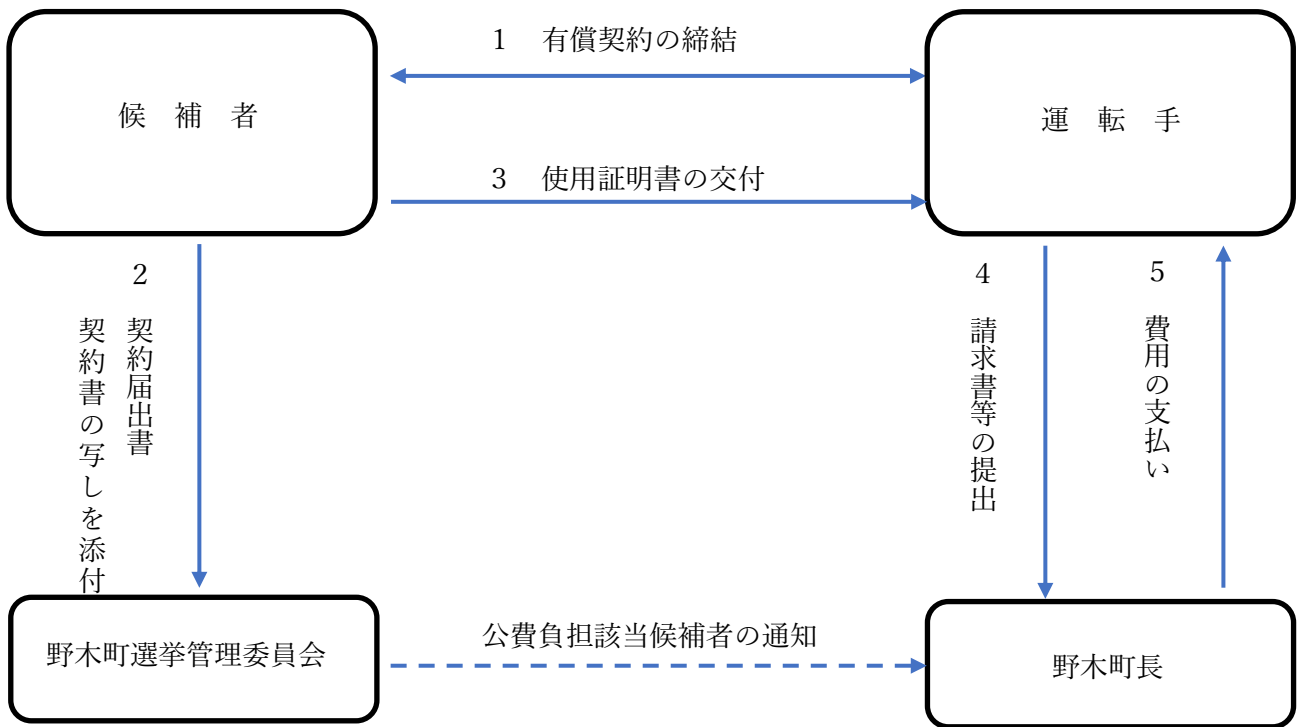 1　有償契約の締結
候　補　者
運　転　手
3　使用証明書の交付
2　契約届出書
契約書の写しを添付
4　請求書等の提出
5　費用の支払い
野木町選挙管理委員会
公費負担該当候補者の通知
野木町長